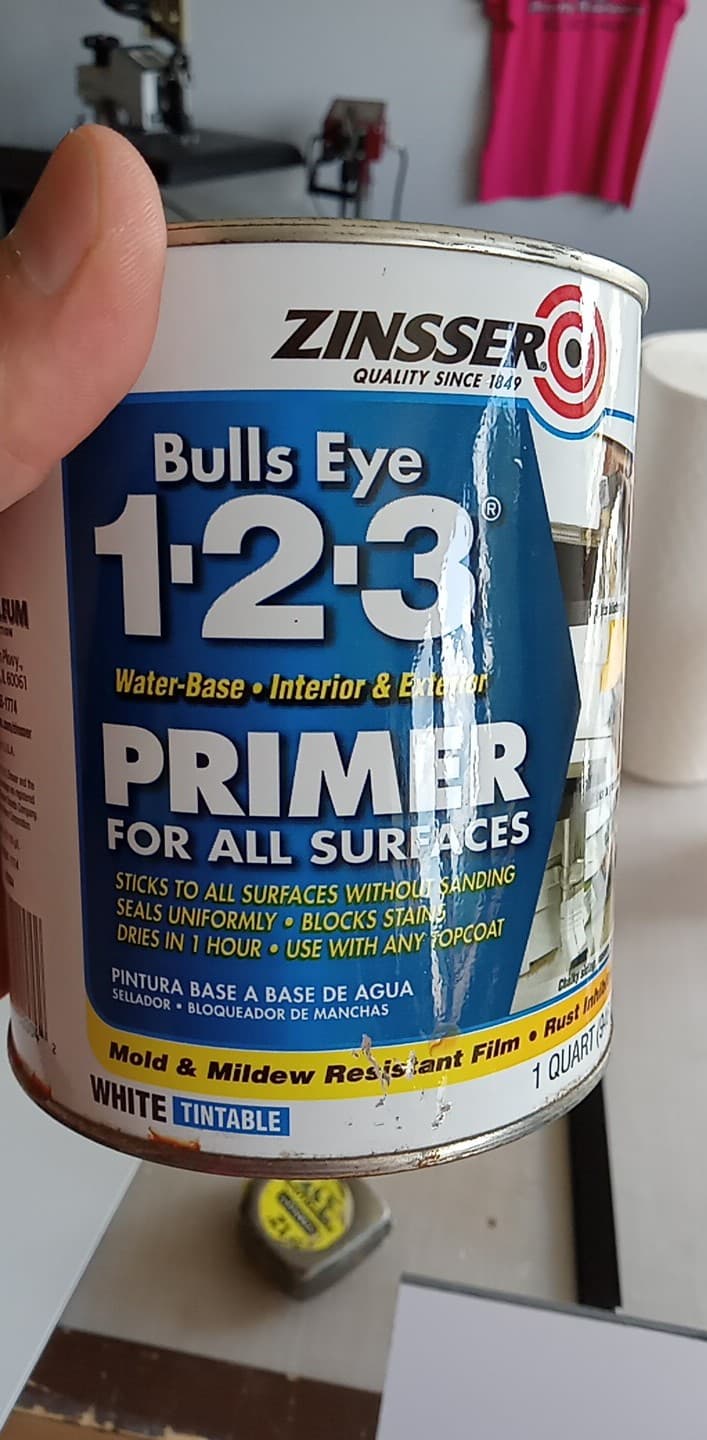 ZINSSER®
QUALITY SINCE 1849
Bulls Eye
1·2·3®
Water-Base • Interior & Exterior
PRIMER
FOR ALL SURFACES
STICKS TO ALL SURFACES WITHOUT SANDING
SEALS UNIFORMLY • BLOCKS STAINS
DRIES IN 1 HOUR • USE WITH ANY TOPCOAT
PINTURA BASE A BASE DE AGUA
SELLADOR • BLOQUEADOR DE MANCHAS
Mold & Mildew Resistant Film • Rust
1 QUART
WHITE TINTABLE
60061